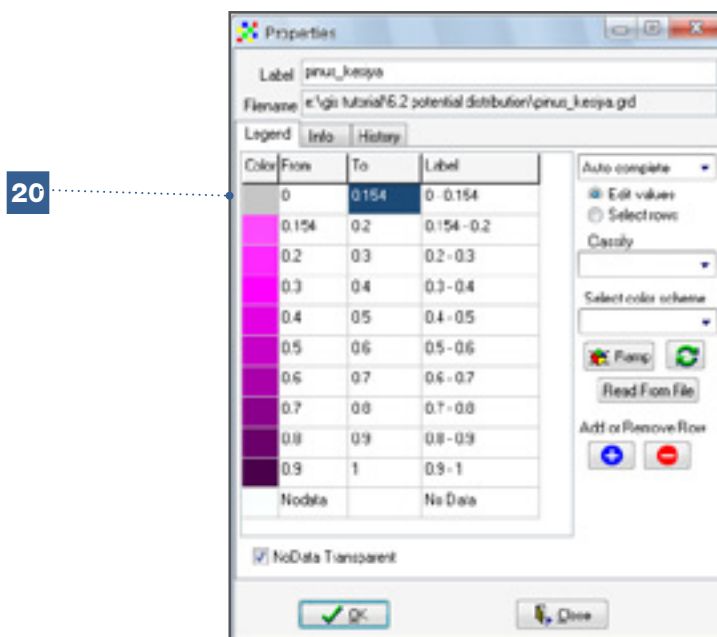 Properties
Label pinus_kesiya
Filename e:\gis tutorial\6.2 potential distribution\pinus_kesiya.grd
Legend Info History
Color From To Label
0 0.154 0 - 0.154
0.154 0.2 0.154 - 0.2
0.2 0.3 0.2 - 0.3
0.3 0.4 0.3 - 0.4
0.4 0.5 0.4 - 0.5
0.5 0.6 0.5 - 0.6
0.6 0.7 0.6 - 0.7
0.7 0.8 0.7 - 0.8
0.8 0.9 0.8 - 0.9
0.9 1 0.9 - 1
Nodata No Data
Auto complete
Edit values
Select rows
Classify
Select color scheme
Ramp
Read From File
Add or Remove Row
NoData Transparent
OK
Close
20